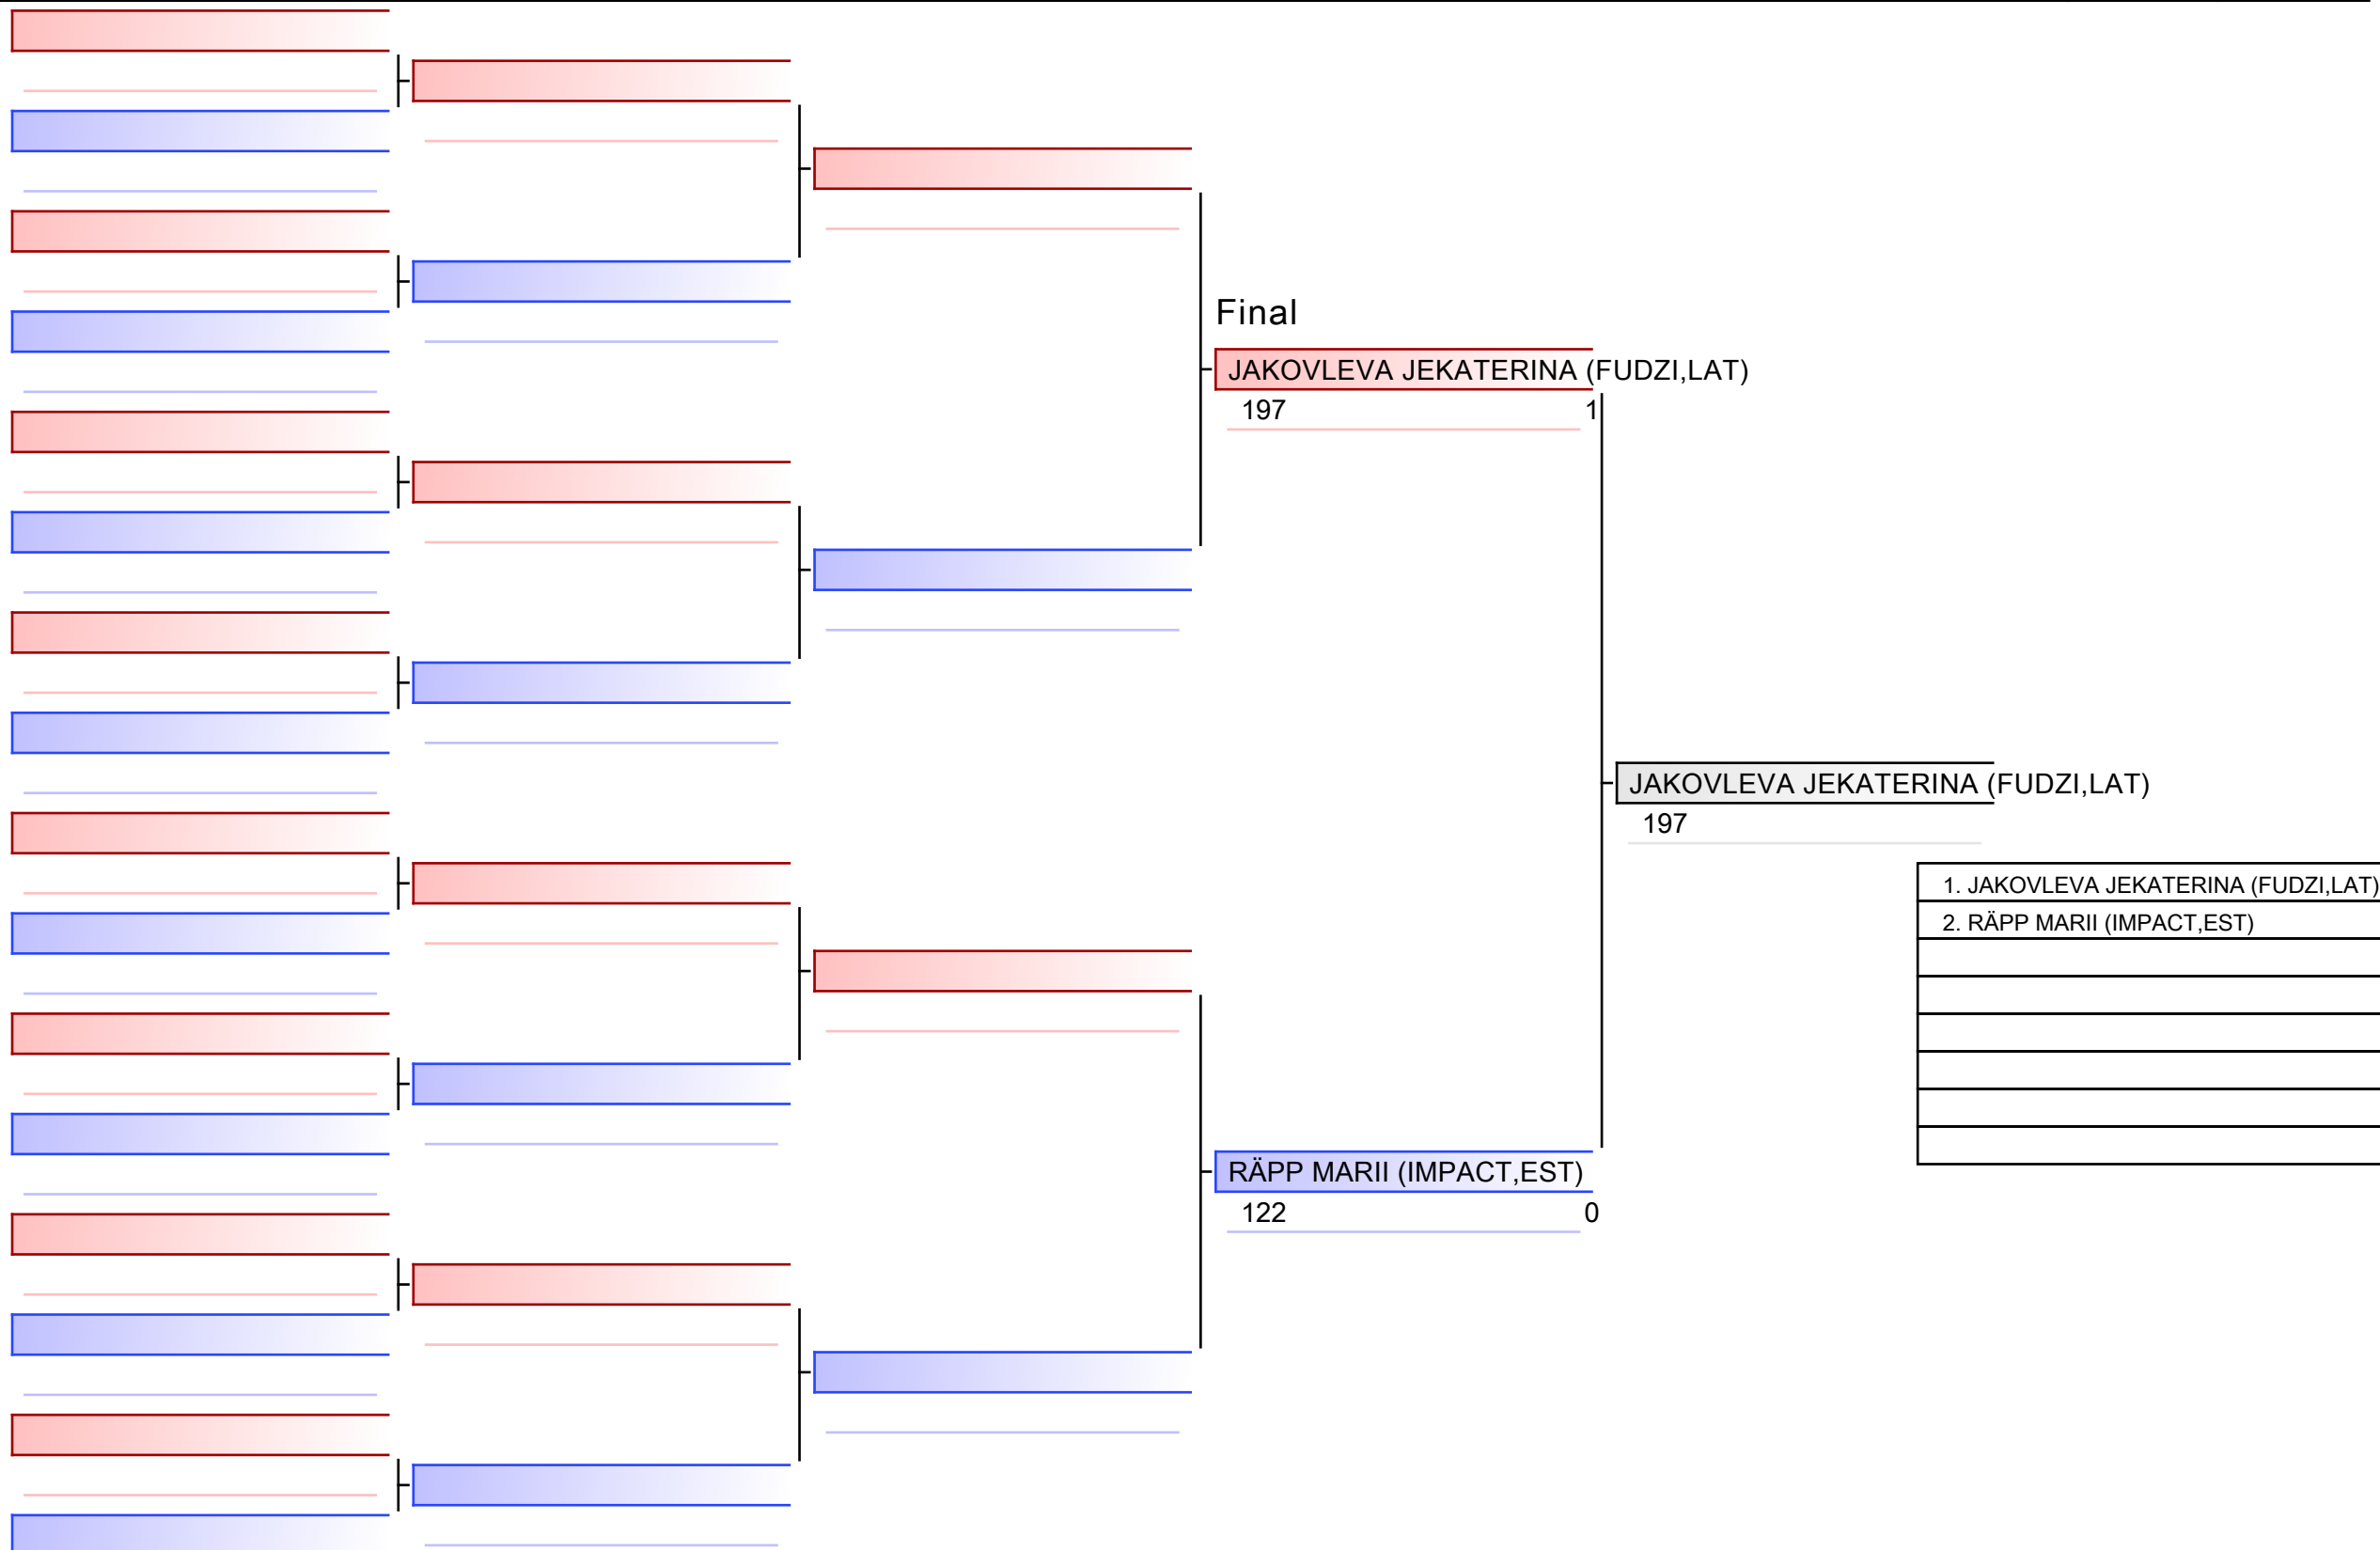 Final
JAKOVLEVA JEKATERINA (FUDZI,LAT)
197 1
JAKOVLEVA JEKATERINA (FUDZI,LAT)
197
1. JAKOVLEVA JEKATERINA (FUDZI,LAT)
2. RÄPP MARII (IMPACT,EST)
RÄPP MARII (IMPACT,EST)
122 0